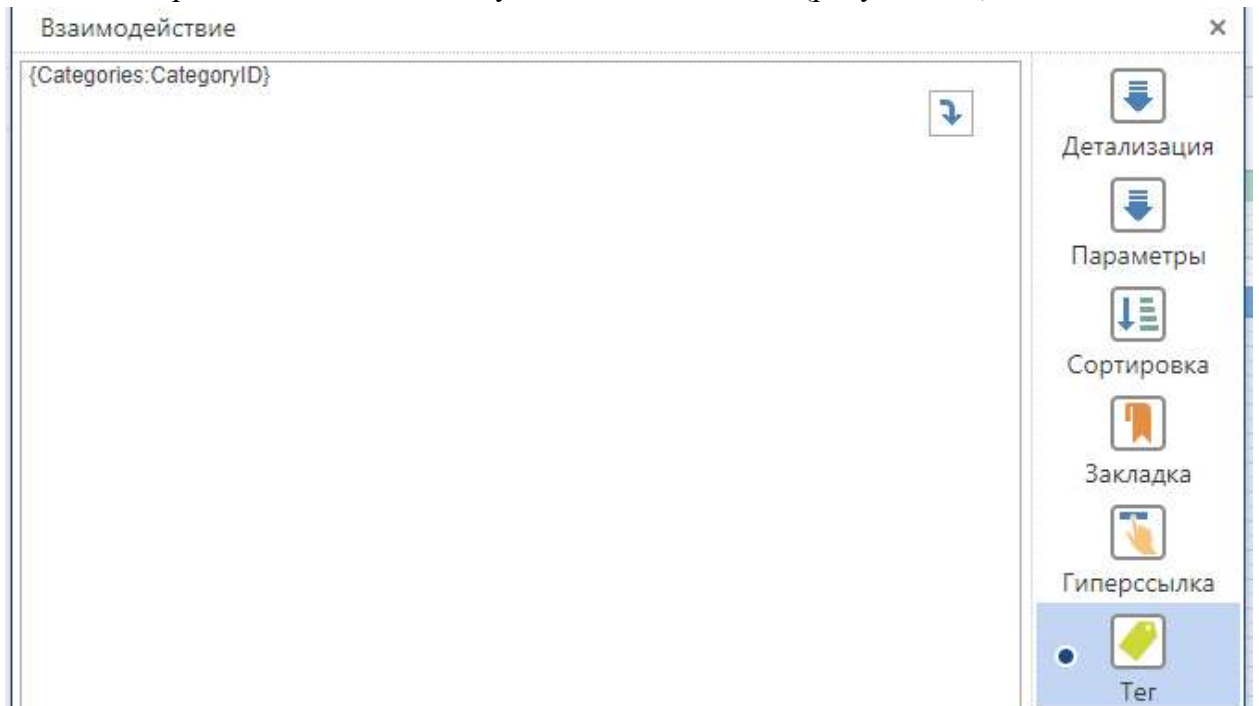 Взаимодействие
{Categories:CategoryID}
Детализация
Параметры
Сортировка
Закладка
Гиперссылка
Тег